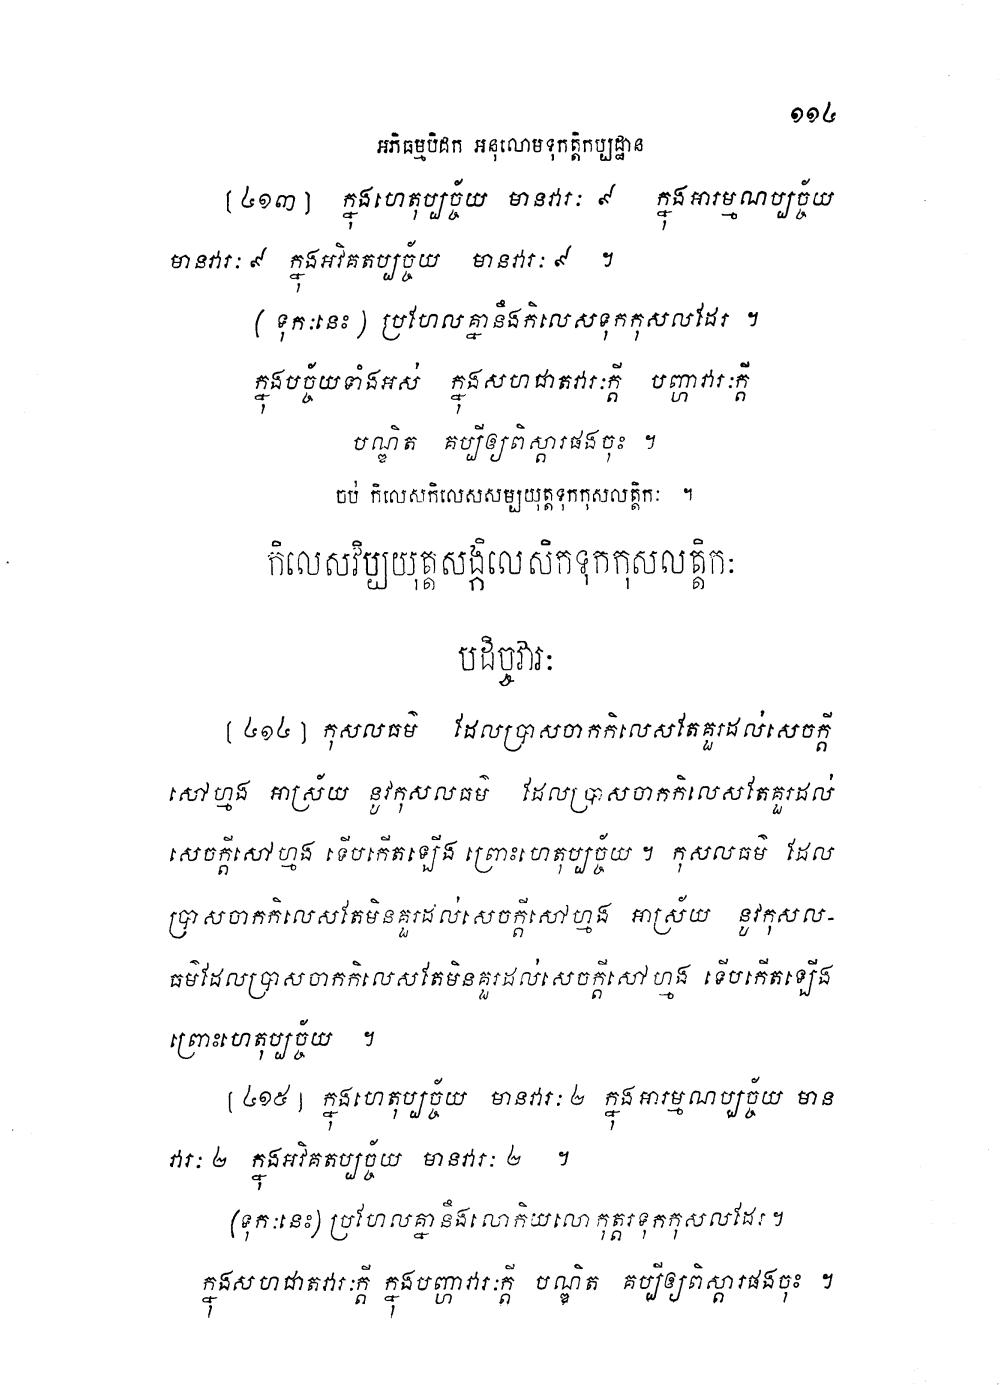 ១១៤
អភិធម្មបិដក អនុលោមទុកត្តិកប្បដ្ឋាន
[៤១៣] ក្នុងហេតុប្បច្ច័យ មានវារៈ ៩ ក្នុងអារម្មណប្បច្ច័យ
មានវារៈ ៩ ក្នុងអវិគតប្បច្ច័យ មានវារៈ ៩ ។
(ទុកៈនេះ) ប្រហែលគ្នានឹងកិលេសទុកកុសលដែរ ។
ក្នុងបច្ច័យទាំងអស់ ក្នុងសហជាតវារៈក្តី បញ្ហាវារៈក្តី
បណ្ឌិត គប្បីឲ្យពិស្តារផងចុះ ។
ចប់ កិលេសកិលេសសម្បយុត្តទុកកុសលត្តិកៈ ។
កិលេសវិប្បយុត្តសង្កិលេសិកទុកកុសលត្តិកៈ
បដិច្ចវារៈ
[៤១៤] កុសលធម៌ ដែលប្រាសចាកកិលេសតែគួរដល់សេចក្តី
សៅហ្មង អាស្រ័យ នូវកុសលធម៌ ដែលប្រាសចាកកិលេសតែគួរដល់
សេចក្តីសៅហ្មង ទើបកើតឡើង ព្រោះហេតុប្បច្ច័យ ។ កុសលធម៌ ដែល
ប្រាសចាកកិលេសតែមិនគួរដល់សេចក្តីសៅហ្មង អាស្រ័យ នូវកុសល-
ធម៌ដែលប្រាសចាកកិលេសតែមិនគួរដល់សេចក្តីសៅហ្មង ទើបកើតឡើង
ព្រោះហេតុប្បច្ច័យ ។
[៤១៥] ក្នុងហេតុប្បច្ច័យ មានវារៈ ២ ក្នុងអារម្មណប្បច្ច័យ មាន
វារៈ ២ ក្នុងអវិគតប្បច្ច័យ មានវារៈ ២ ។
(ទុកៈនេះ) ប្រហែលគ្នានឹងលោកិយលោកុត្តរទុកកុសលដែរ ។
ក្នុងសហជាតវារៈក្តី ក្នុងបញ្ហាវារៈក្តី បណ្ឌិត គប្បីឲ្យពិស្តារផងចុះ ។